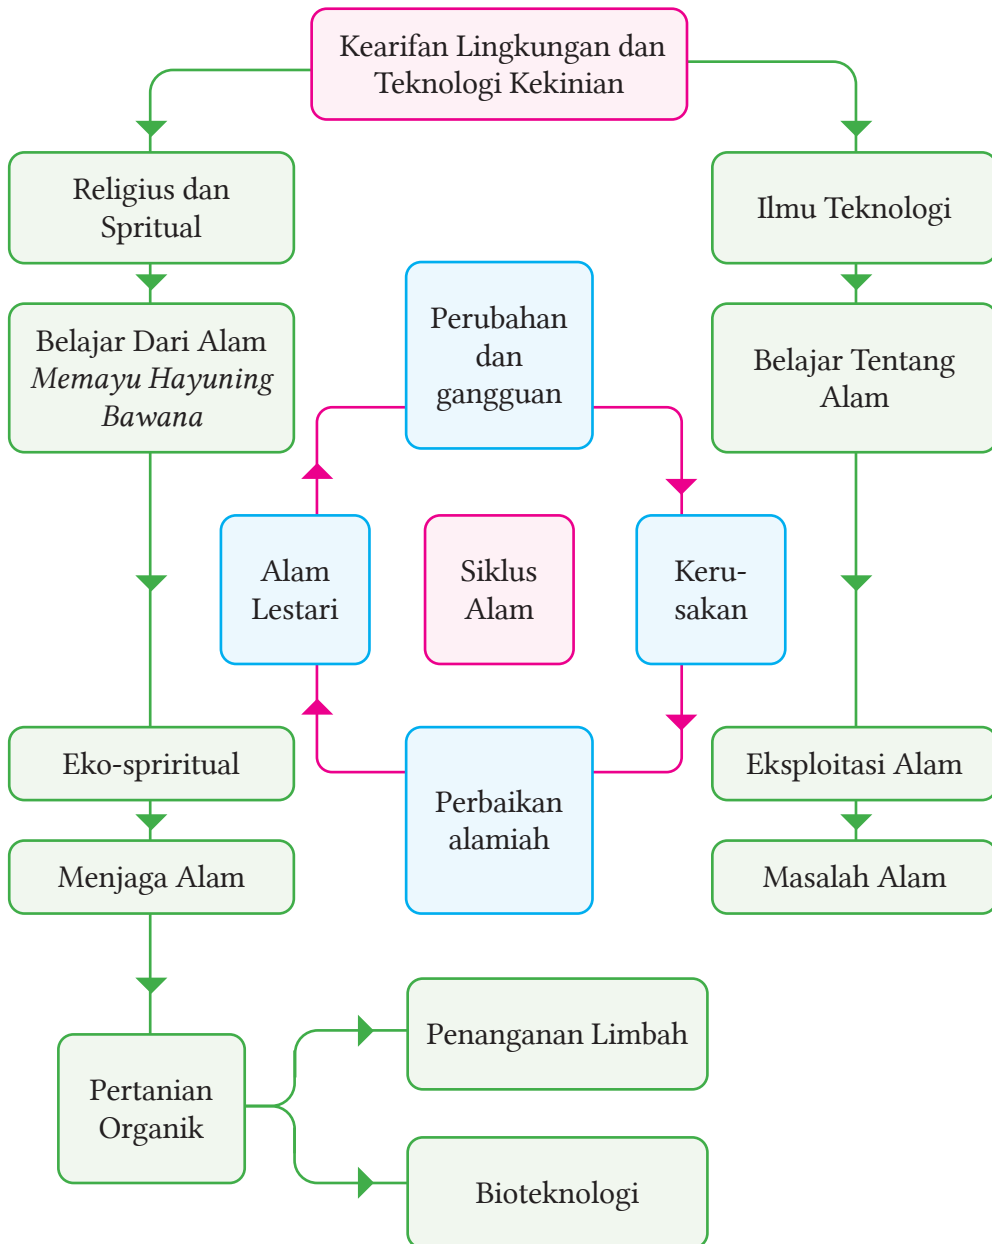 Kearifan Lingkungan dan
Teknologi Kekinian
Religius dan
Spritual
Ilmu Teknologi
Belajar Dari Alam
Memayu Hayuning
Bawana
Perubahan
dan
gangguan
Belajar Tentang
Alam
Alam
Lestari
Siklus
Alam
Keru-
sakan
Eko-spriritual
Perbaikan
alamiah
Eksploitasi Alam
Menjaga Alam
Masalah Alam
Pertanian
Organik
Penanganan Limbah
Bioteknologi